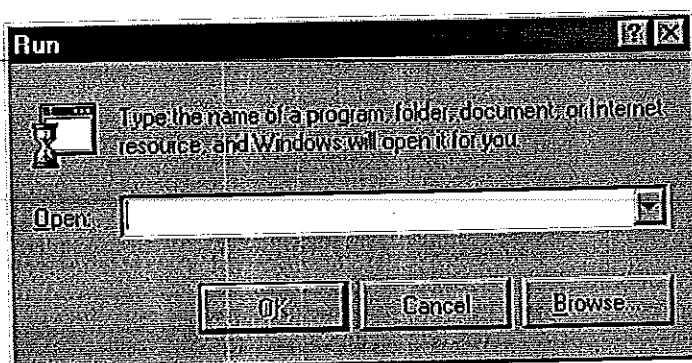 Run
Type the name of a program, folder, document, or Internet
resource, and Windows will open it for you.
Open:
OK
Cancel
Browse...